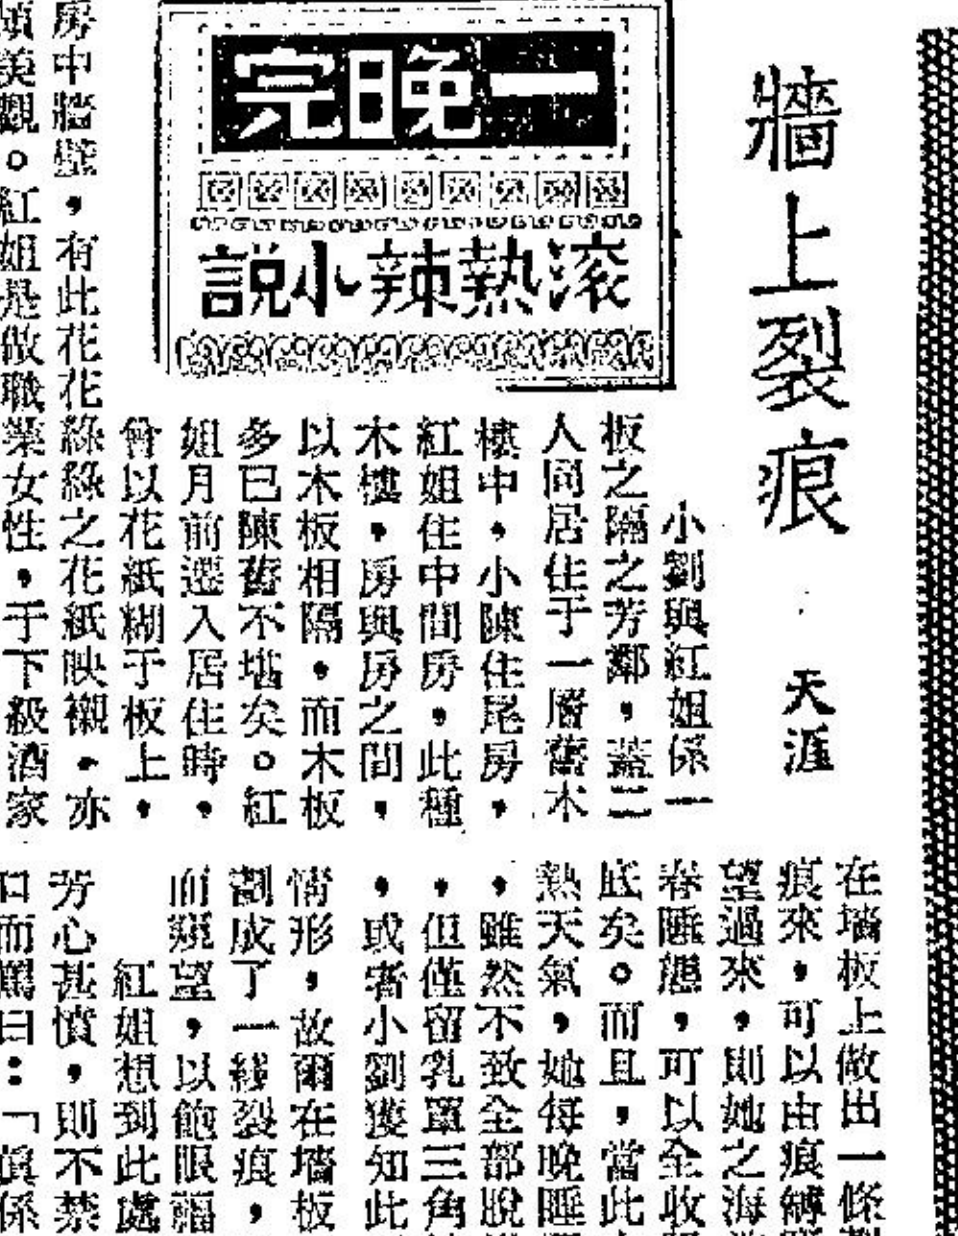 牆上裂痕
天涯
一晚完
滾熱辣小說
小劉與紅姐係一
板之隔之芳鄰，蓋三
人同居住于一層舊木
樓中，小陳住尾房，
紅姐住中間房，此種
木樓，房與房之間，
以木板相隔，而木板
多已陳舊不堪矣。紅
姐月前遷入居住時，
曾以花紙糊于板上，
房中牆壁，有此花花綠綠之花紙映襯，亦
頗美觀。紅姐是做職業女性，于下級酒家
在墻板上做出一條
痕來，可以由痕縛
望過來，則她之海
春睡態，可以全收
底矣。而且，當此
熱天氣，她每晚睡
，雖然不致全部脫
，但僅留乳罩三角
，或者小劉獲知此
情形，故爾在墻板
劃成了一綫裂痕，
而窺望，以飽眼福
紅姐想到此處
芳心甚憤，則不禁
口而罵曰：「眞係